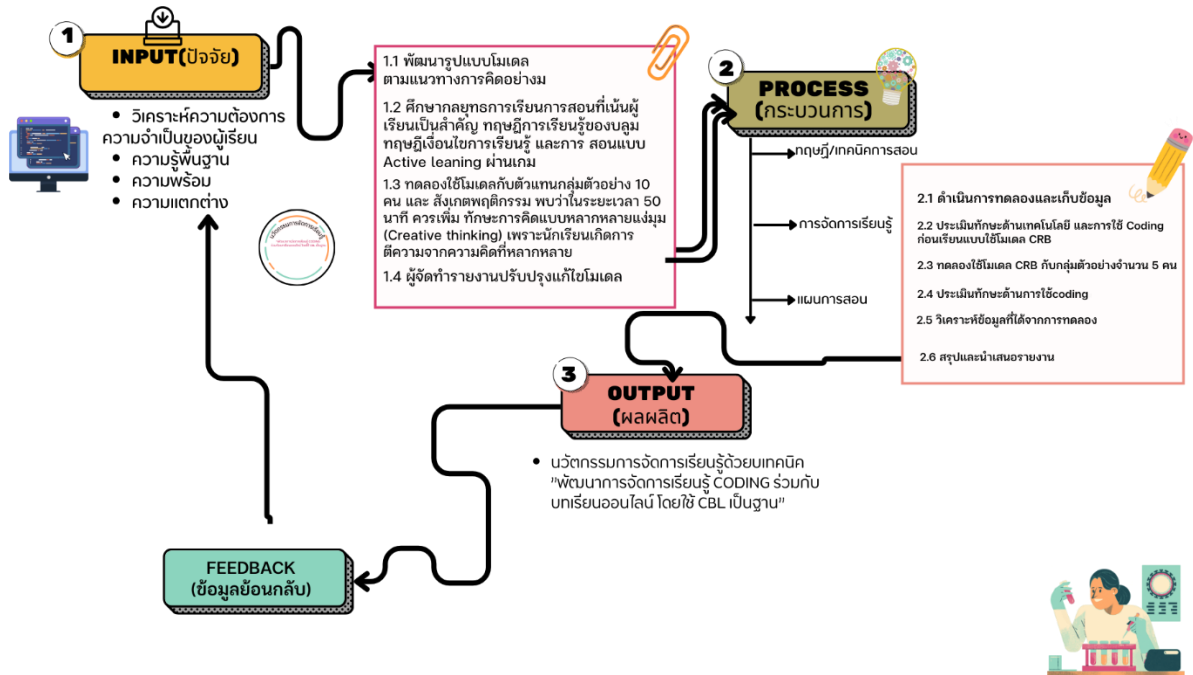 1
INPUT(ปัจจัย)
วิเคราะห์ความต้องการ
ความจำเป็นของผู้เรียน
ความรู้พื้นฐาน
ความพร้อม
ความแตกต่าง
นวัตกรรมการจัดการเรียนรู้
1.1 พัฒนารูปแบบโมเดล
ตามแนวทางการคิดอย่างม
1.2 ศึกษากลยุทธการเรียนการสอนที่เน้นผู้
เรียนเป็นสำคัญ ทฤษฎีการเรียนรู้ของบลูม
ทฤษฎีเงื่อนไขการเรียนรู้ และการ สอนแบบ
Active leaning ผ่านเกม
1.3 ทดลองใช้โมเดลกับตัวแทนกลุ่มตัวอย่าง 10
คน และ สังเกตพฤติกรรม พบว่าในระยะเวลา 50
นาที ควรเพิ่ม ทักษะการคิดแบบหลากหลายแง่มุม
(Creative thinking) เพราะนักเรียนเกิดการ
ตีความจากความคิดที่หลากหลาย
1.4 ผู้จัดทำรายงานปรับปรุงแก้ไขโมเดล
2
PROCESS
(กระบวนการ)
ทฤษฎี/เทคนิคการสอน
การจัดการเรียนรู้
แผนการสอน
2.1 ดำเนินการทดลองและเก็บข้อมูล
2.2 ประเมินทักษะด้านเทคโนโลยี และการใช้ Coding
ก่อนเรียนแบบใช้โมเดล CRB
2.3 ทดลองใช้โมเดล CRB กับกลุ่มตัวอย่างจำนวน 5 คน
2.4 ประเมินทักษะด้านการใช้coding
2.5 วิเคราะห์ข้อมูลที่ได้จากการทดลอง
2.6 สรุปและนำเสนอรายงาน
3
OUTPUT
(ผลผลิต)
นวัตกรรมการจัดการเรียนรู้ด้วยบเทคนิค
”พัฒนาการจัดการเรียนรู้ CODING ร่วมกับ
บทเรียนออนไลน์ โดยใช้ CBL เป็นฐาน”
FEEDBACK
(ข้อมูลย้อนกลับ)